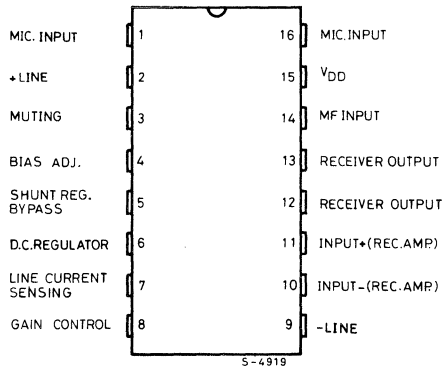 MIC. INPUT
1
16
MIC. INPUT
+LINE
2
15
VDD
MUTING
3
14
MF INPUT
BIAS ADJ.
4
13
RECEIVER OUTPUT
SHUNT REG.
BYPASS
5
12
RECEIVER OUTPUT
D.C. REGULATOR
6
11
INPUT+(REC.AMP.)
LINE CURRENT
SENSING
7
10
INPUT-(REC.AMP.)
GAIN CONTROL
8
9
-LINE
S-4919